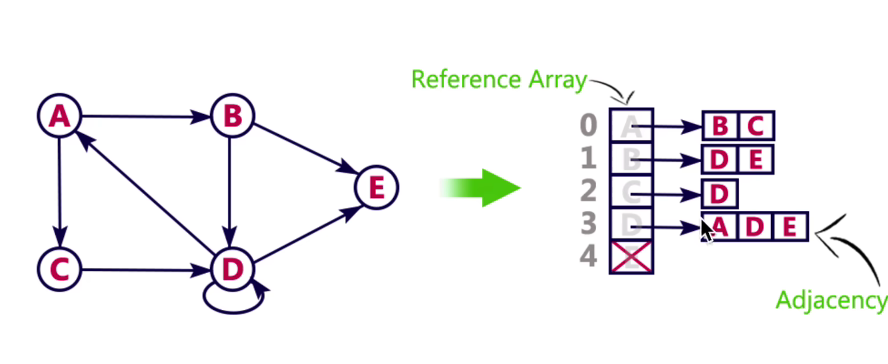 Reference Array
A B
E
C D
0 A B C
1 B D E
2 C D
3 D A D E
4
Adjacency